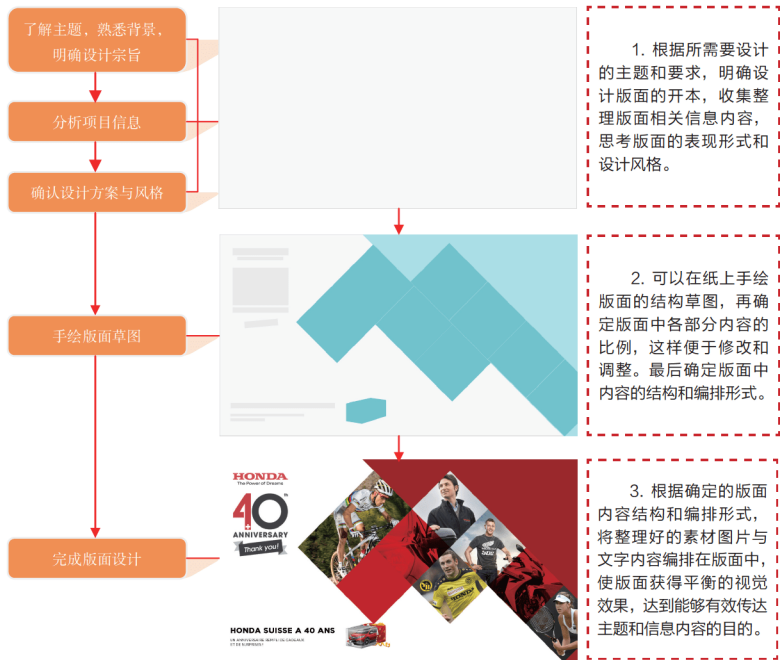 了解主题，熟悉背景，
明确设计宗旨
分析项目信息
确认设计方案与风格
手绘版面草图
完成版面设计
1. 根据所需要设计
的主题和要求，明确设
计版面的开本，收集整
理版面相关信息内容，
思考版面的表现形式和
设计风格。
2. 可以在纸上手绘
版面的结构草图，再确
定版面中各部分内容的
比例，这样便于修改和
调整。最后确定版面中
内容的结构和编排形式。
HONDA
The Power of Dreams
40th
ANNIVERSARY
Thank you!
HONDA SUISSE A 40 ANS
UN ANNIVERSAIRE REMPLI DE CADEAUX
ET DE SURPRISES !
3. 根据确定的版面
内容结构和编排形式，
将整理好的素材图片与
文字内容编排在版面中，
使版面获得平衡的视觉
效果，达到能够有效传达
主题和信息内容的目的。